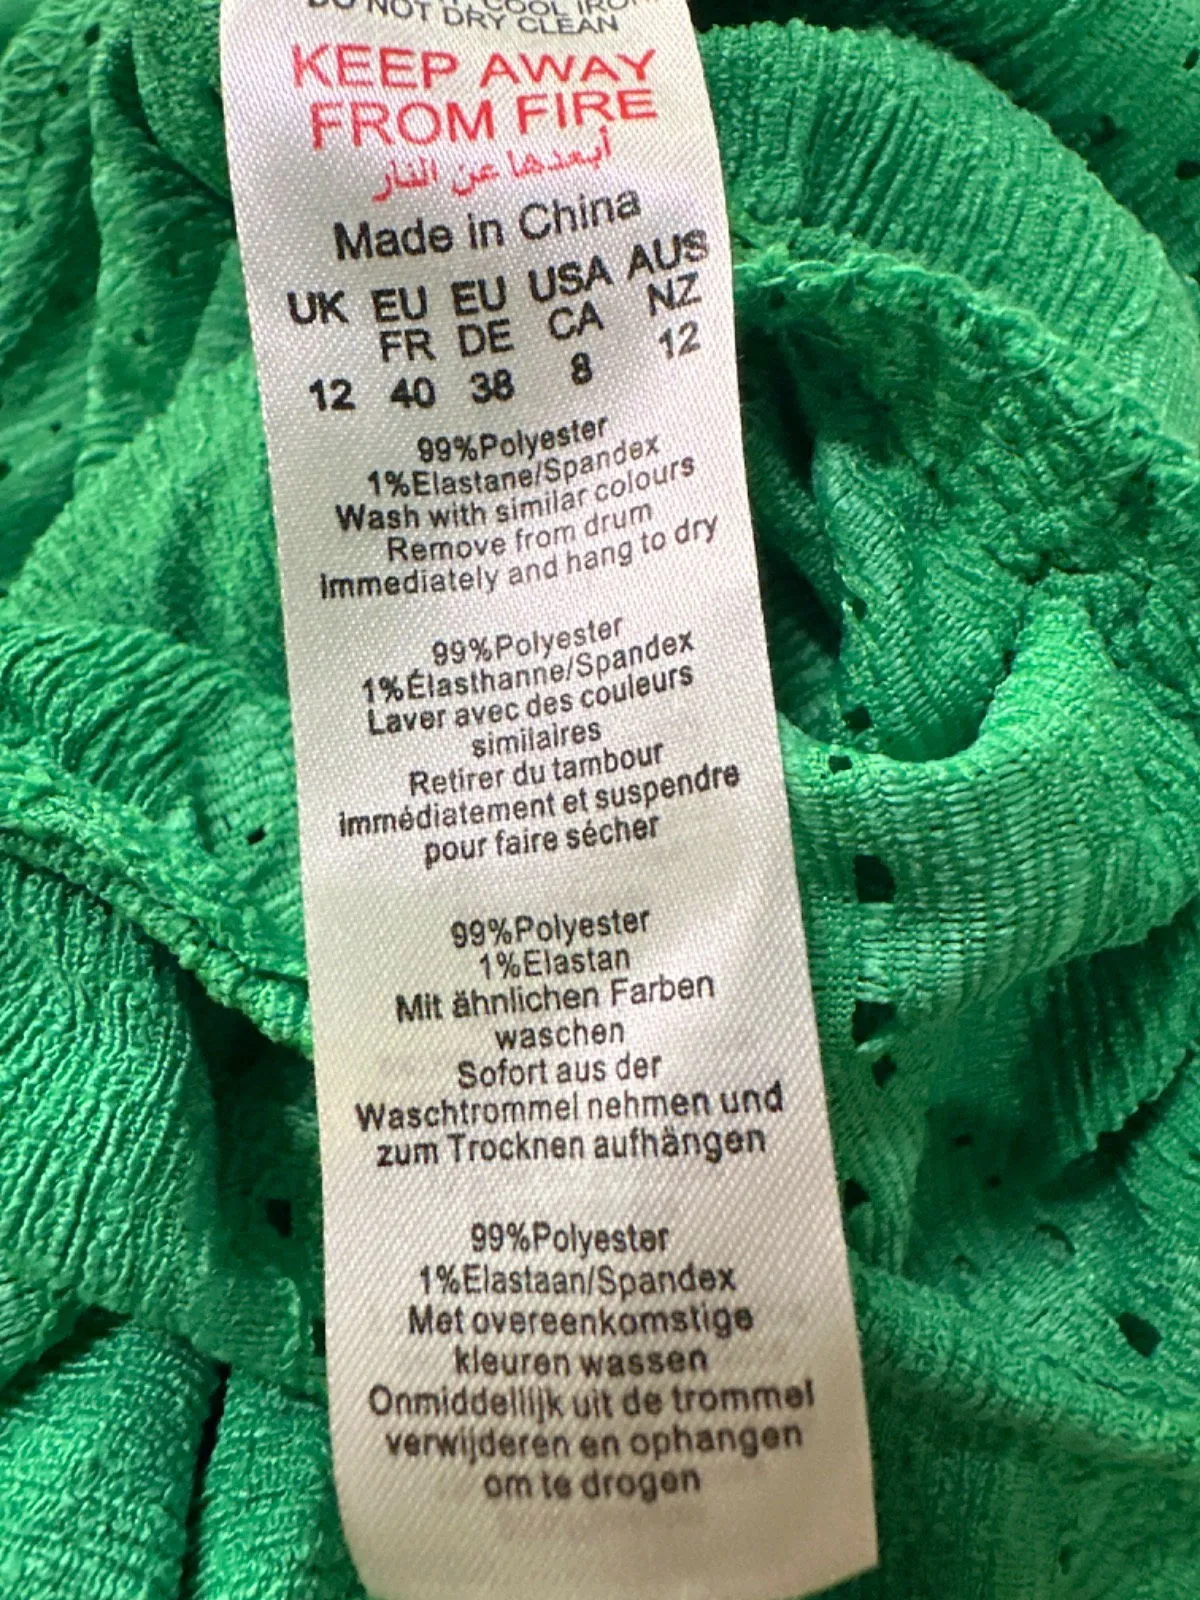 COOL IRON
DO NOT DRY CLEAN
KEEP AWAY
FROM FIRE
أبعدها عن النار
Made in China
UK EU EU USA AUS
FR DE CA NZ
12 40 38 8 12
99%Polyester
1%Elastane/Spandex
Wash with similar colours
Remove from drum
Immediately and hang to dry
99%Polyester
1%Élasthanne/Spandex
Laver avec des couleurs
similaires
Retirer du tambour
immédiatement et suspendre
pour faire sécher
99%Polyester
1%Elastan
Mit ähnlichen Farben
waschen
Sofort aus der
Waschtrommel nehmen und
zum Trocknen aufhängen
99%Polyester
1%Elastaan/Spandex
Met overeenkomstige
kleuren wassen
Onmiddellijk uit de trommel
verwijderen en ophangen
om te drogen